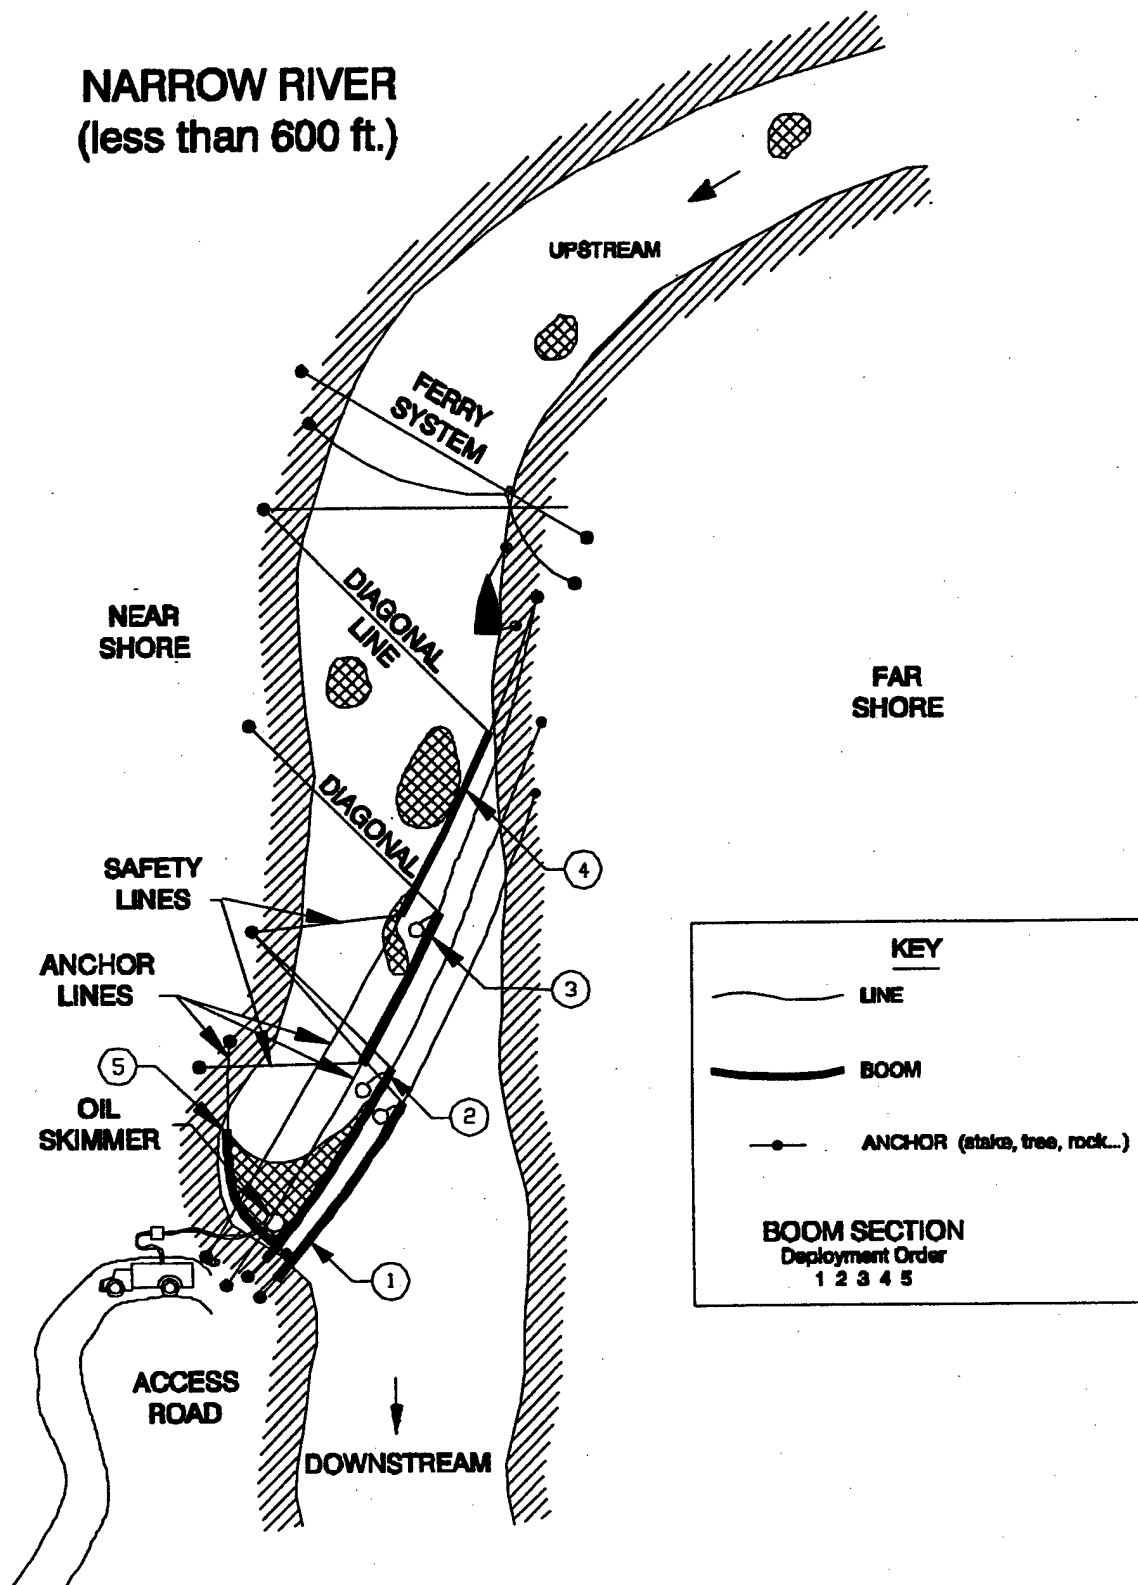 NARROW RIVER
(less than 600 ft.)
UPSTREAM
FERRY
SYSTEM
DIAGONAL
LINE
NEAR
SHORE
FAR
SHORE
DIAGONAL
4
SAFETY
LINES
3
ANCHOR
LINES
5
2
OIL
SKIMMER
1
KEY
LINE
BOOM
ANCHOR (stake, tree, rock...)
BOOM SECTION
Deployment Order
1 2 3 4 5
ACCESS
ROAD
DOWNSTREAM